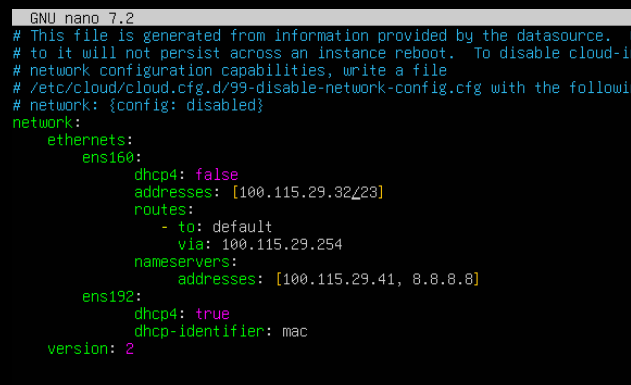 GNU nano 7.2
# This file is generated from information provided by the datasource.
# to it will not persist across an instance reboot.  To disable cloud-i
# network configuration capabilities, write a file
# /etc/cloud/cloud.cfg.d/99-disable-network-config.cfg with the followi
# network: {config: disabled}
network:
    ethernets:
        ens160:
              dhcp4: false
              addresses: [100.115.29.32/23]
              routes:
                 - to: default
                   via: 100.115.29.254
              nameservers:
                   addresses: [100.115.29.41, 8.8.8.8]
        ens192:
              dhcp4: true
              dhcp-identifier: mac
    version: 2